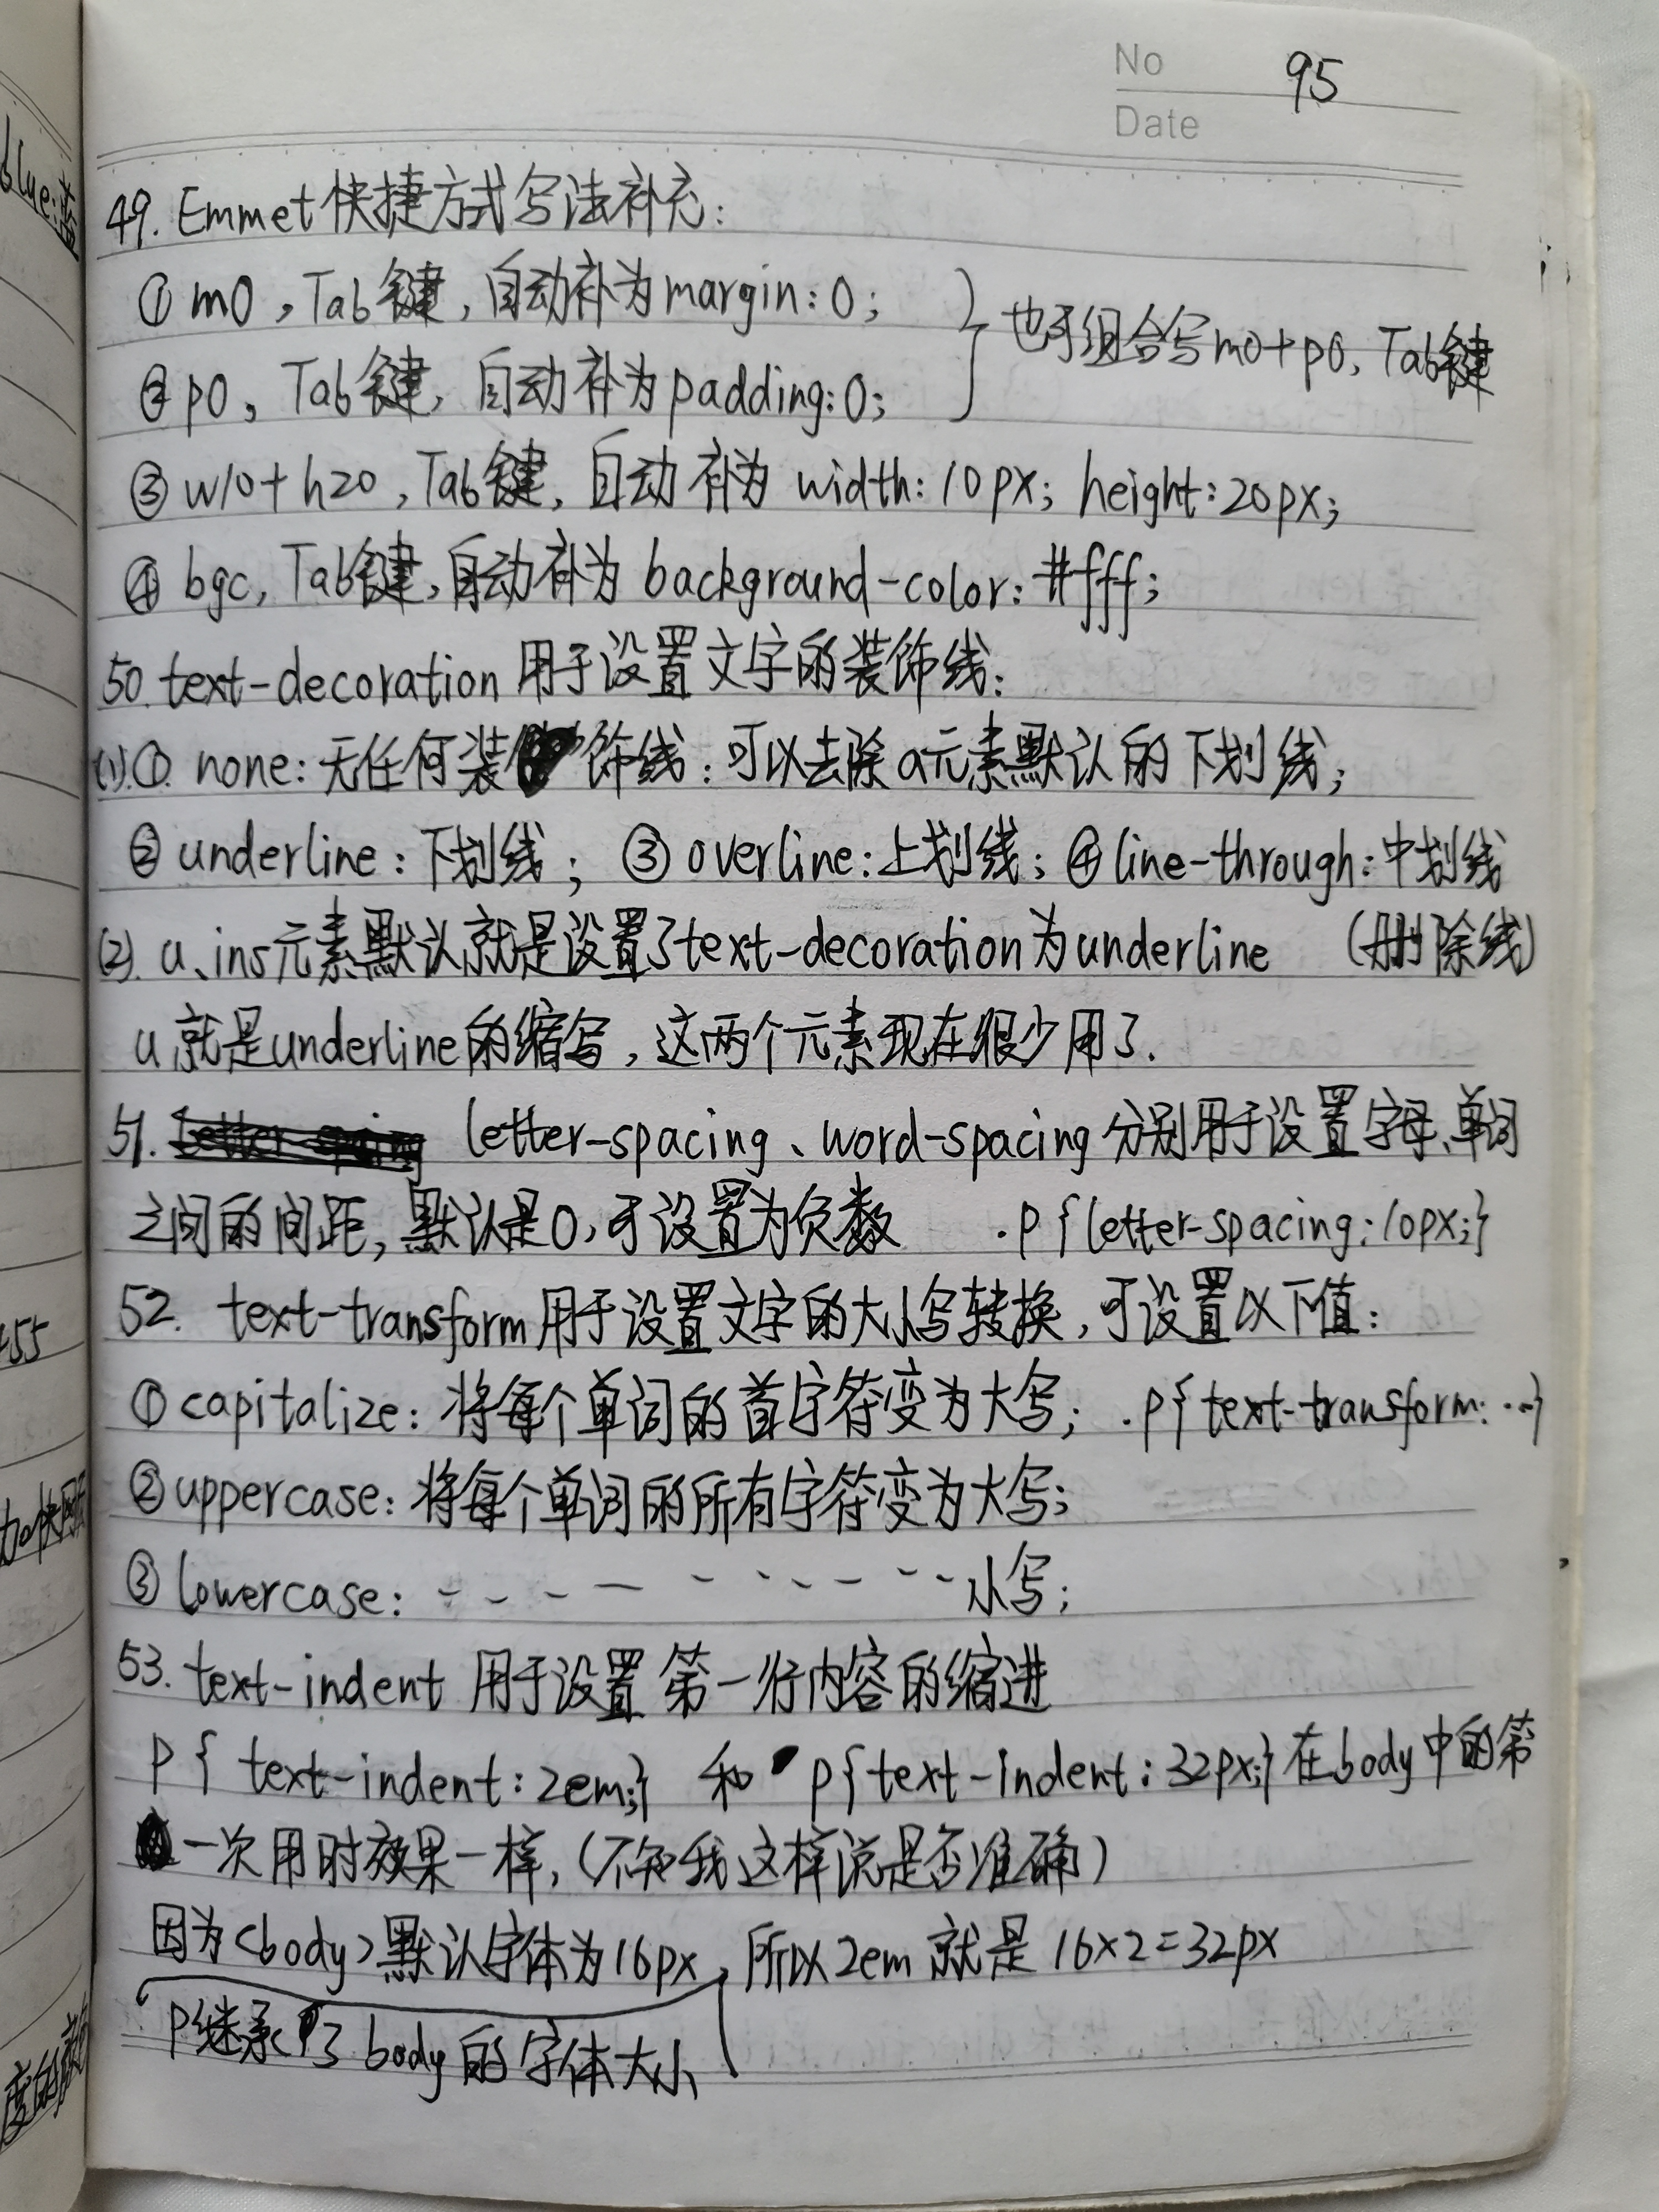 No 95
Date
49. Emmet快捷方式写法补充:
① m0,Tab键,自动补为margin:0;
② p0,Tab键,自动补为padding:0;
也可组合写m0+p0,Tab键
③ w10+h20,Tab键,自动补为 width:10px; height:20px;
④ bgc,Tab键,自动补为 background-color:#fff;
50. text-decoration 用于设置文字的装饰线:
(1).①. none:无任何装饰线:可以去除a元素默认的下划线;
② underline:下划线; ③ overline:上划线; ④ line-through:中划线
(删除线)
(2). u、ins元素默认就是设置了text-decoration为underline
u就是underline的缩写,这两个元素现在很少用了.
51. letter-spacing、word-spacing分别用于设置字母、单词
之间的间距,默认是0,可设置为负数 .p{letter-spacing:10px;}
52. text-transform用于设置文字的大小写转换,可设置以下值:
① capitalize:将每个单词的首字符变为大写; .p{text-transform:…}
② uppercase:将每个单词的所有字符变为大写;
③ lowercase: - - - - - - - - - - 小写;
53. text-indent 用于设置第一行内容的缩进
p{ text-indent:2em;} 和 p{text-indent:32px;}在body中的第
一次用时效果一样,(不知我这样说是否准确)
因为<body>默认字体为16px,所以2em就是 16×2=32px
P继承了body的字体大小
blue:蓝
255